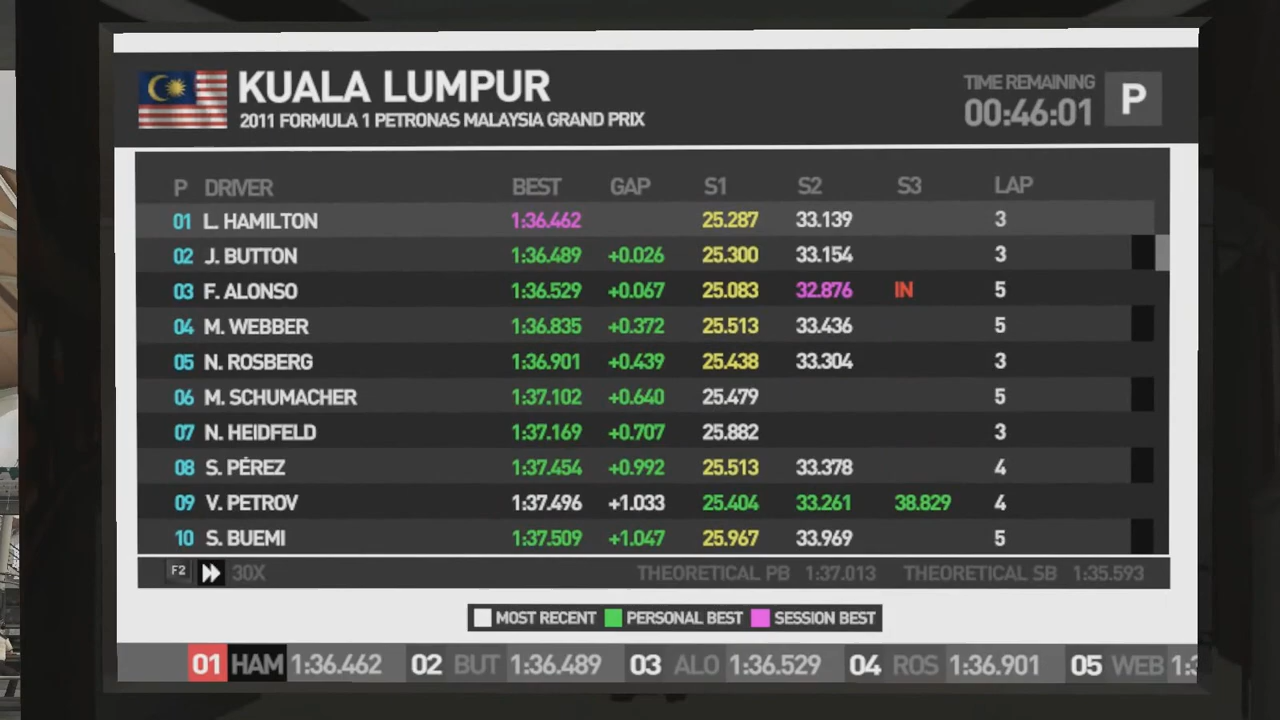 KUALA LUMPUR
2011 FORMULA 1 PETRONAS MALAYSIA GRAND PRIX
TIME REMAINING
00:46:01
P
P DRIVER BEST GAP S1 S2 S3 LAP
01 L. HAMILTON 1:36.462 25.287 33.139 3
02 J. BUTTON 1:36.489 +0.026 25.300 33.154 3
03 F. ALONSO 1:36.529 +0.067 25.083 32.876 IN 5
04 M. WEBBER 1:36.835 +0.372 25.513 33.436 5
05 N. ROSBERG 1:36.901 +0.439 25.438 33.304 3
06 M. SCHUMACHER 1:37.102 +0.640 25.479 5
07 N. HEIDFELD 1:37.169 +0.707 25.882 3
08 S. PÉREZ 1:37.454 +0.992 25.513 33.378 4
09 V. PETROV 1:37.496 +1.033 25.404 33.261 38.829 4
10 S. BUEMI 1:37.509 +1.047 25.967 33.969 5
F2 30X THEORETICAL PB 1:37.013 THEORETICAL SB 1:35.593
MOST RECENT PERSONAL BEST SESSION BEST
01 HAM 1:36.462 02 BUT 1:36.489 03 ALO 1:36.529 04 ROS 1:36.901 05 WEB 1:3